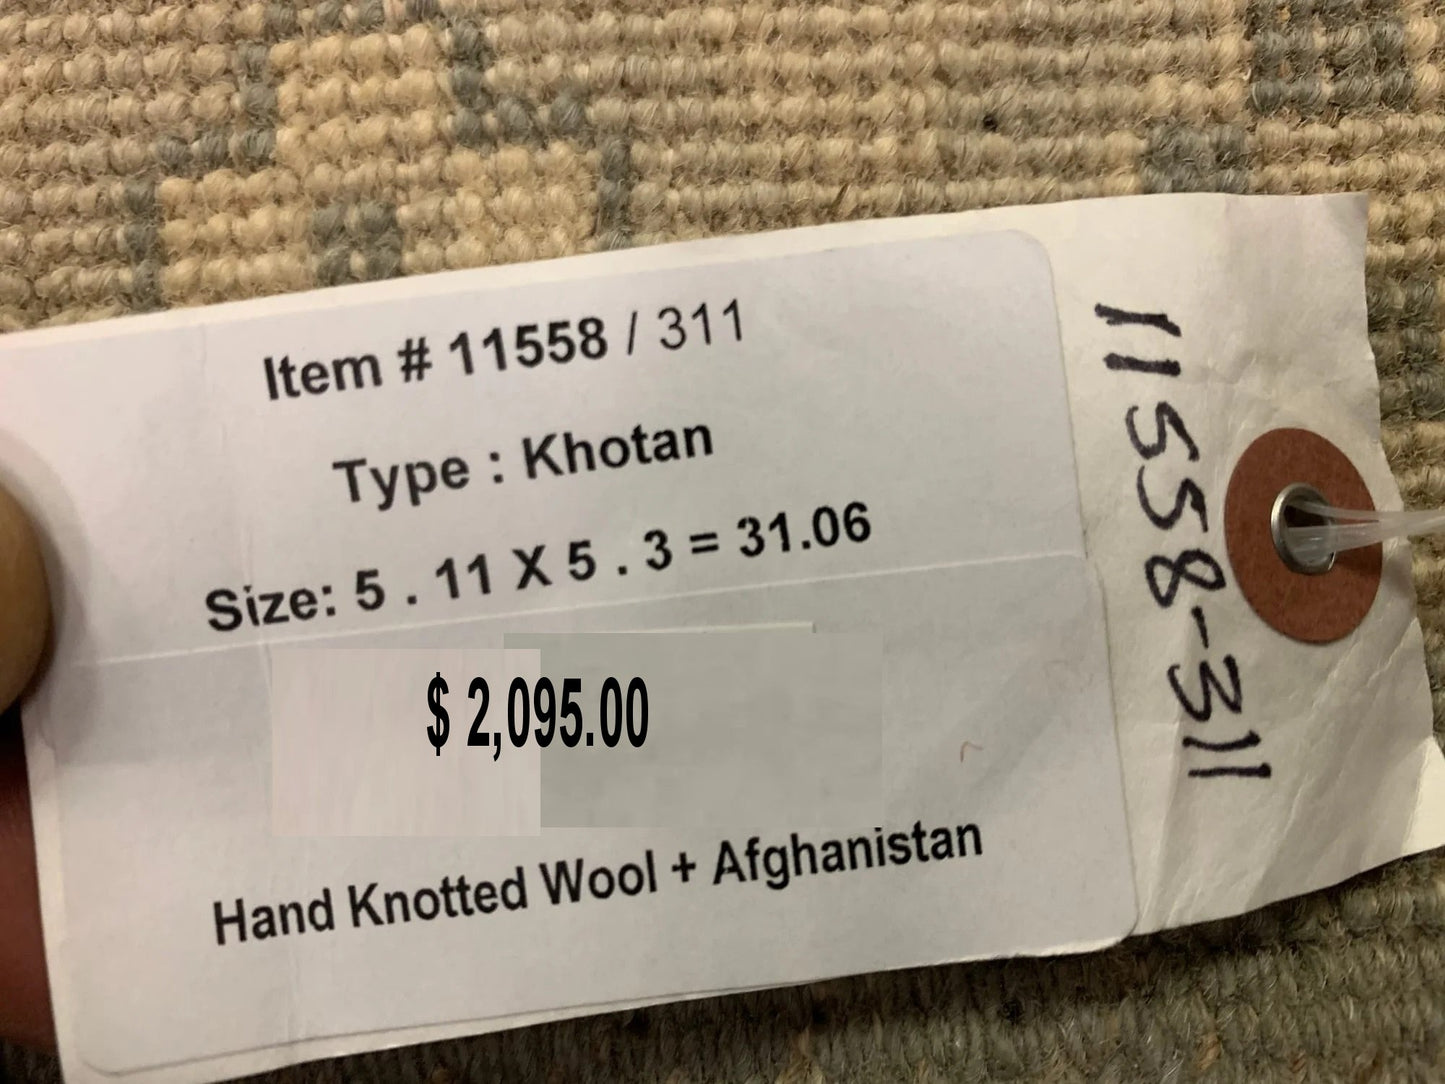 Item # 11558 / 311
Type : Khotan
Size: 5 . 11 X 5 . 3 = 31.06
$ 2,095.00
Hand Knotted Wool + Afghanistan
11558-311